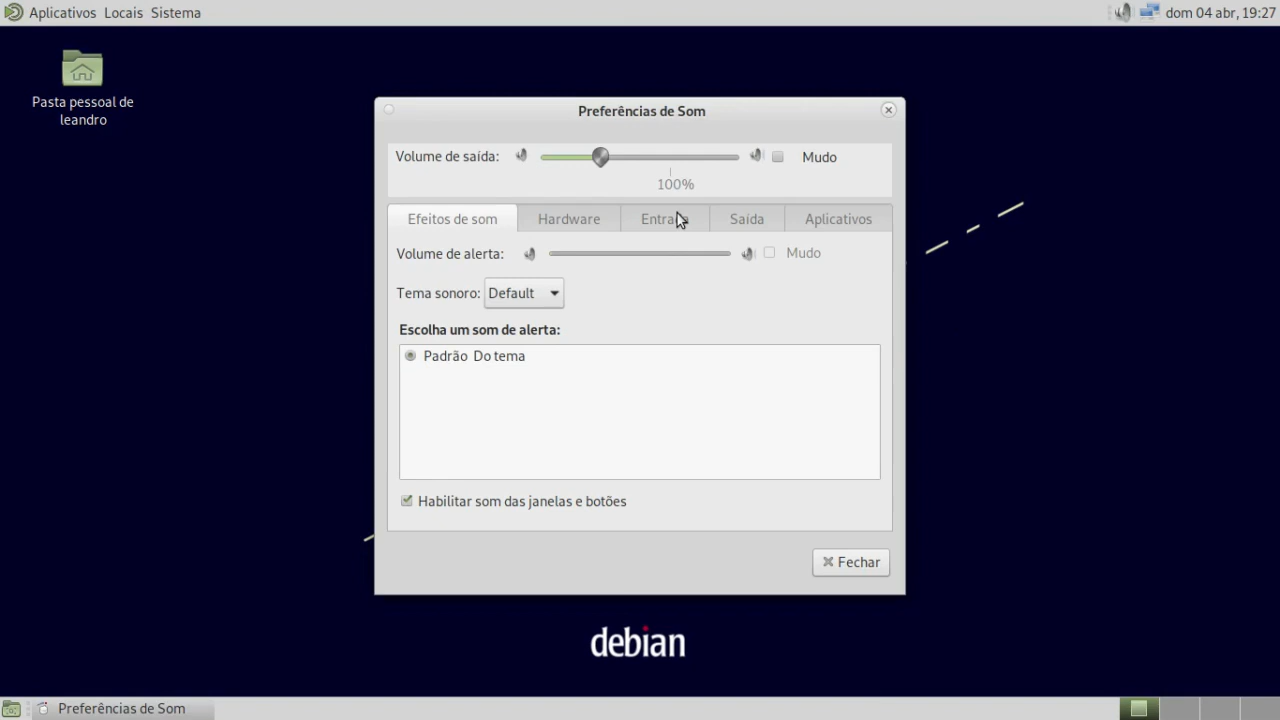 Aplicativos Locais Sistema
dom 04 abr, 19:27
Pasta pessoal de
leandro
Preferências de Som
Volume de saída:
Mudo
100%
Efeitos de som
Hardware
Entrada
Saída
Aplicativos
Volume de alerta:
Mudo
Tema sonoro: Default
Escolha um som de alerta:
Padrão Do tema
Habilitar som das janelas e botões
Fechar
debian
Preferências de Som